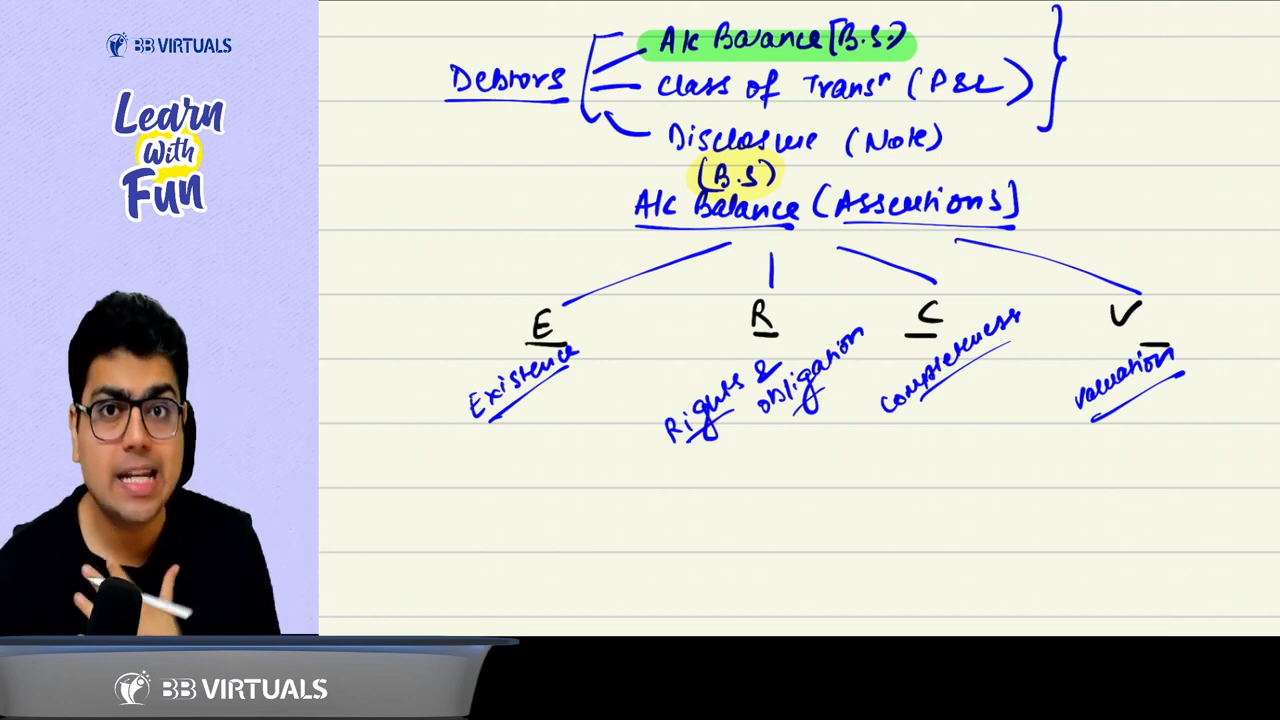 BB VIRTUALS
Learn
With
Fun
Debtors
A/c Balance [B.S.)
Class of Transⁿ (P&L)
Disclosure (Note)
(B.S)
A/c Balance (Assertions]
E
R
C
V
Existence
Rights &
obligation
completeness
valuation
BB VIRTUALS